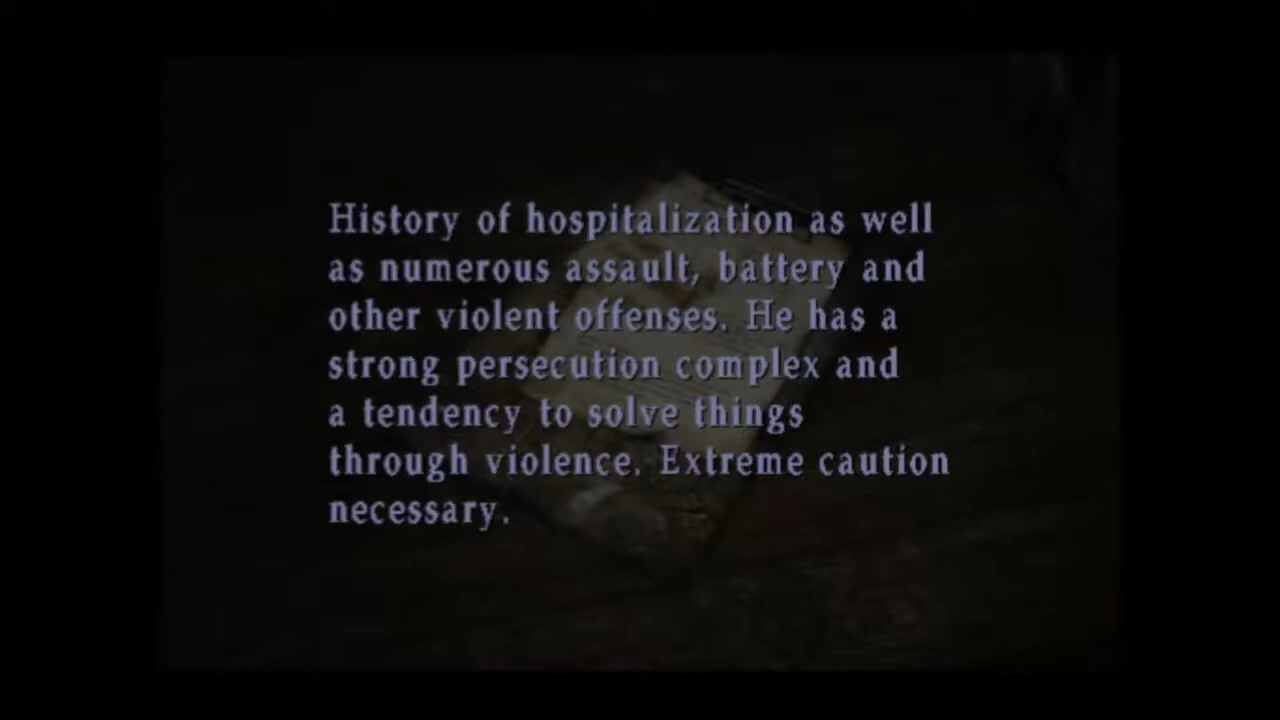 History of hospitalization as well
as numerous assault, battery and
other violent offenses. He has a
strong persecution complex and
a tendency to solve things
through violence. Extreme caution
necessary.